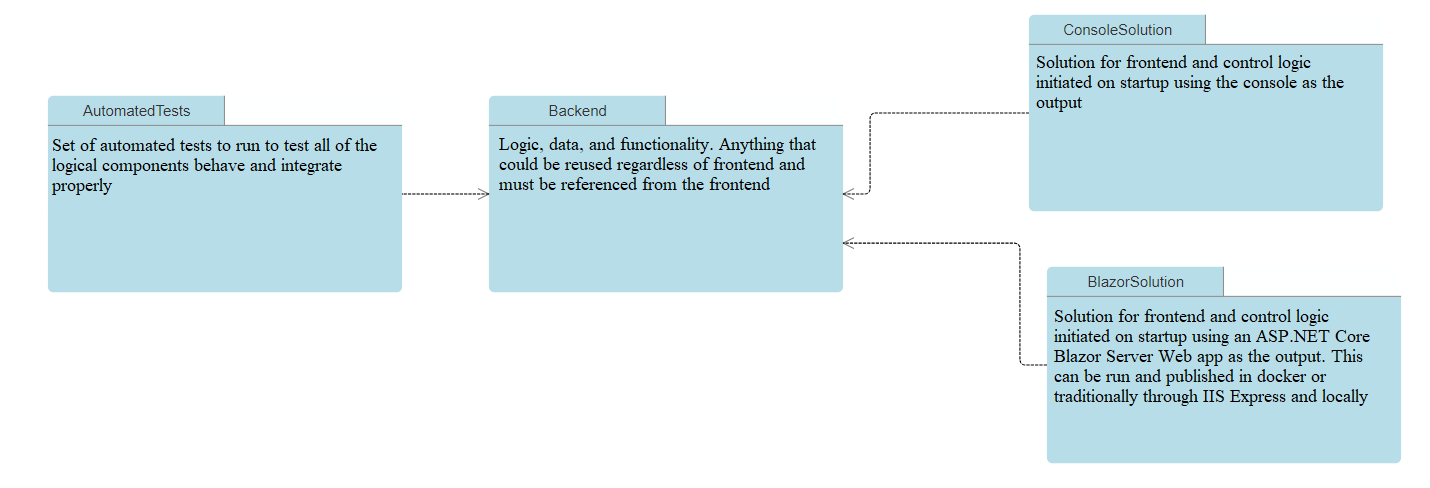 AutomatedTests
Set of automated tests to run to test all of the
logical components behave and integrate
properly
Backend
Logic, data, and functionality. Anything that
could be reused regardless of frontend and
must be referenced from the frontend
ConsoleSolution
Solution for frontend and control logic
initiated on startup using the console as the
output
BlazorSolution
Solution for frontend and control logic
initiated on startup using an ASP.NET Core
Blazor Server Web app as the output. This
can be run and published in docker or
traditionally through IIS Express and locally